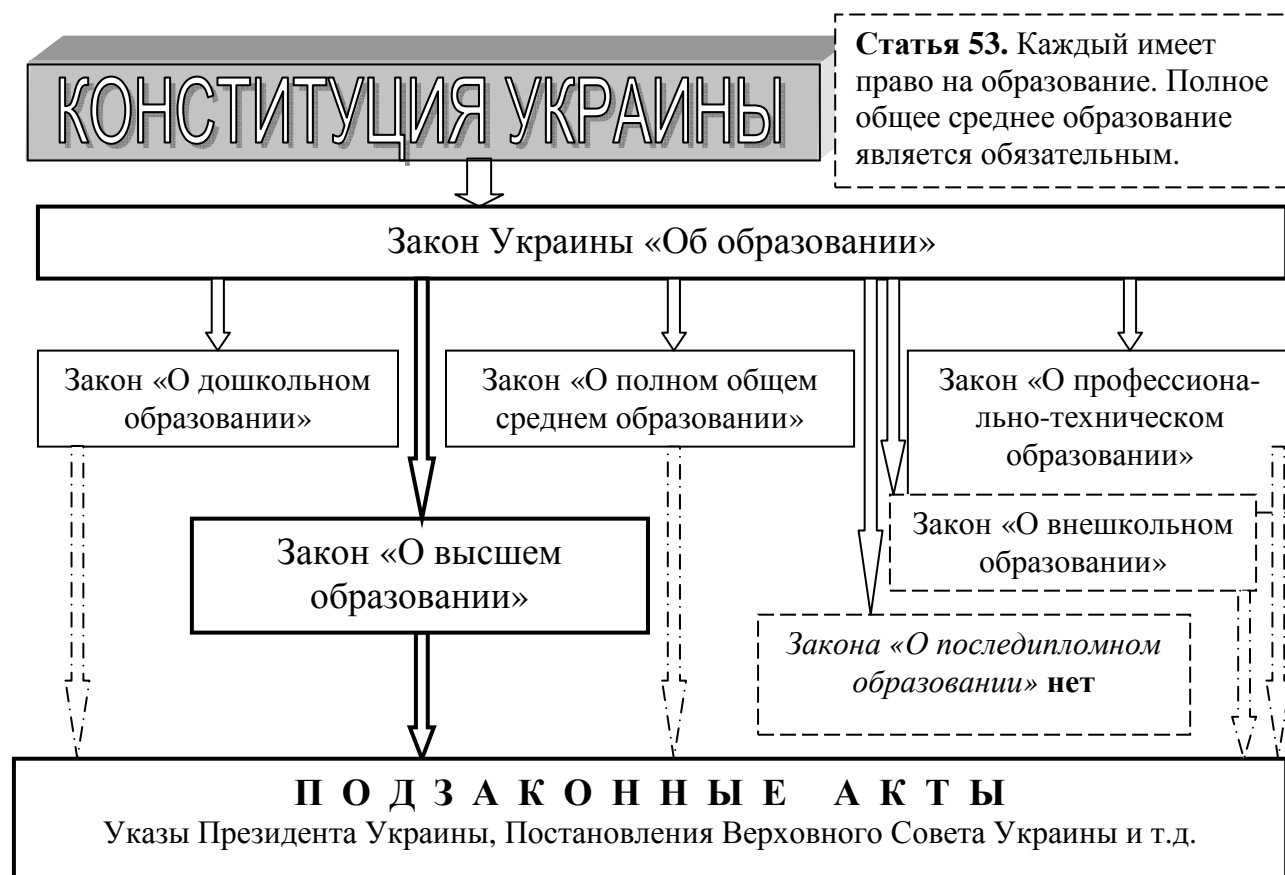 КОНСТИТУЦИЯ УКРАИНЫ
Статья 53. Каждый имеет
право на образование. Полное
общее среднее образование
является обязательным.
Закон Украины «Об образовании»
Закон «О дошкольном
образовании»
Закон «О полном общем
среднем образовании»
Закон «О профессиона-
льно-техническом
образовании»
Закон «О высшем
образовании»
Закон «О внешкольном
образовании»
Закона «О последипломном
образовании» нет
П О Д З А К О Н Н Ы Е А К Т Ы
Указы Президента Украины, Постановления Верховного Совета Украины и т.д.